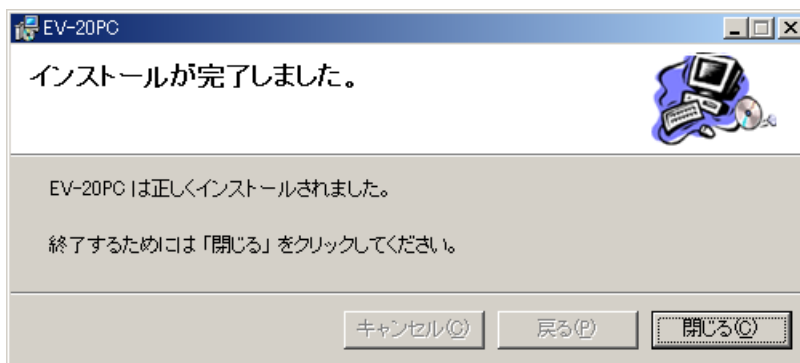 EV-20PC
インストールが完了しました。
EV-20PC は正しくインストールされました。
終了するためには「閉じる」をクリックしてください。
キャンセル(C) 戻る(P) 閉じる(C)